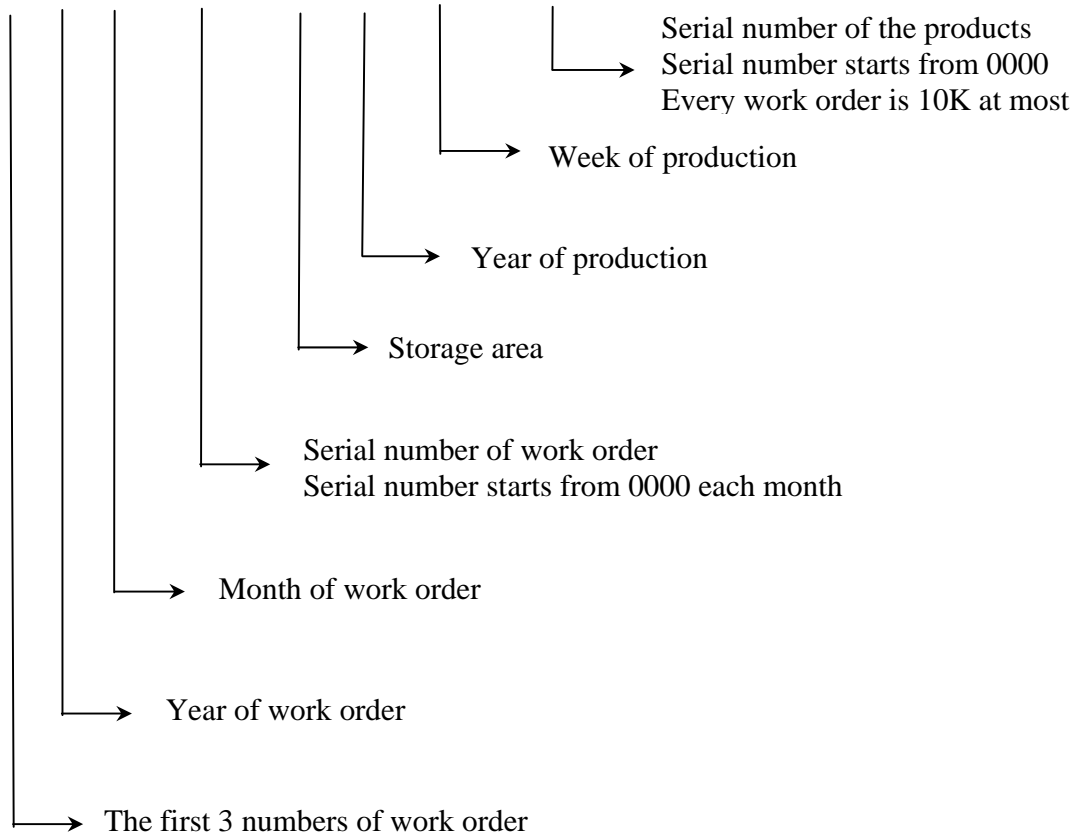 Serial number of the products
Serial number starts from 0000
Every work order is 10K at most
Week of production
Year of production
Storage area
Serial number of work order
Serial number starts from 0000 each month
Month of work order
Year of work order
The first 3 numbers of work order